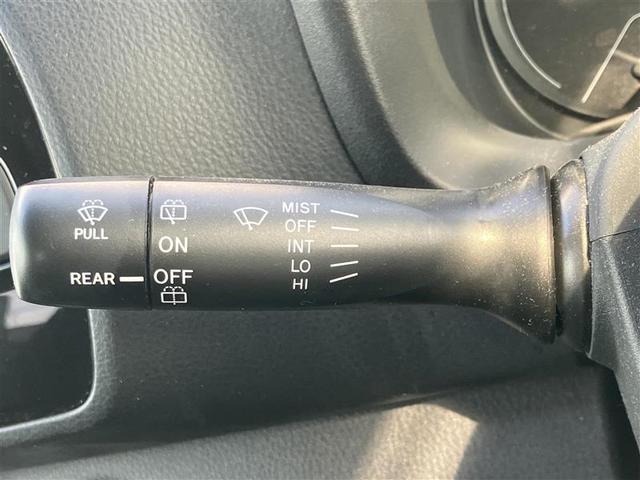 PULL
REAR
ON
OFF
MIST
OFF
INT
LO
HI